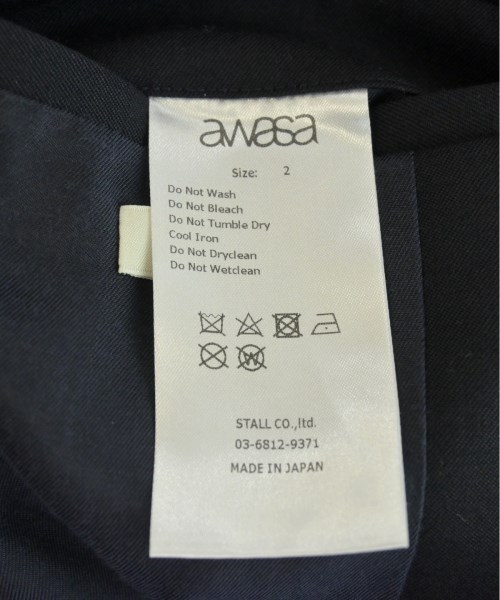 awasa
Size: 2
Do Not Wash
Do Not Bleach
Do Not Tumble Dry
Cool Iron
Do Not Dryclean
Do Not Wetclean
W
STALL CO.,ltd.
03-6812-9371
MADE IN JAPAN